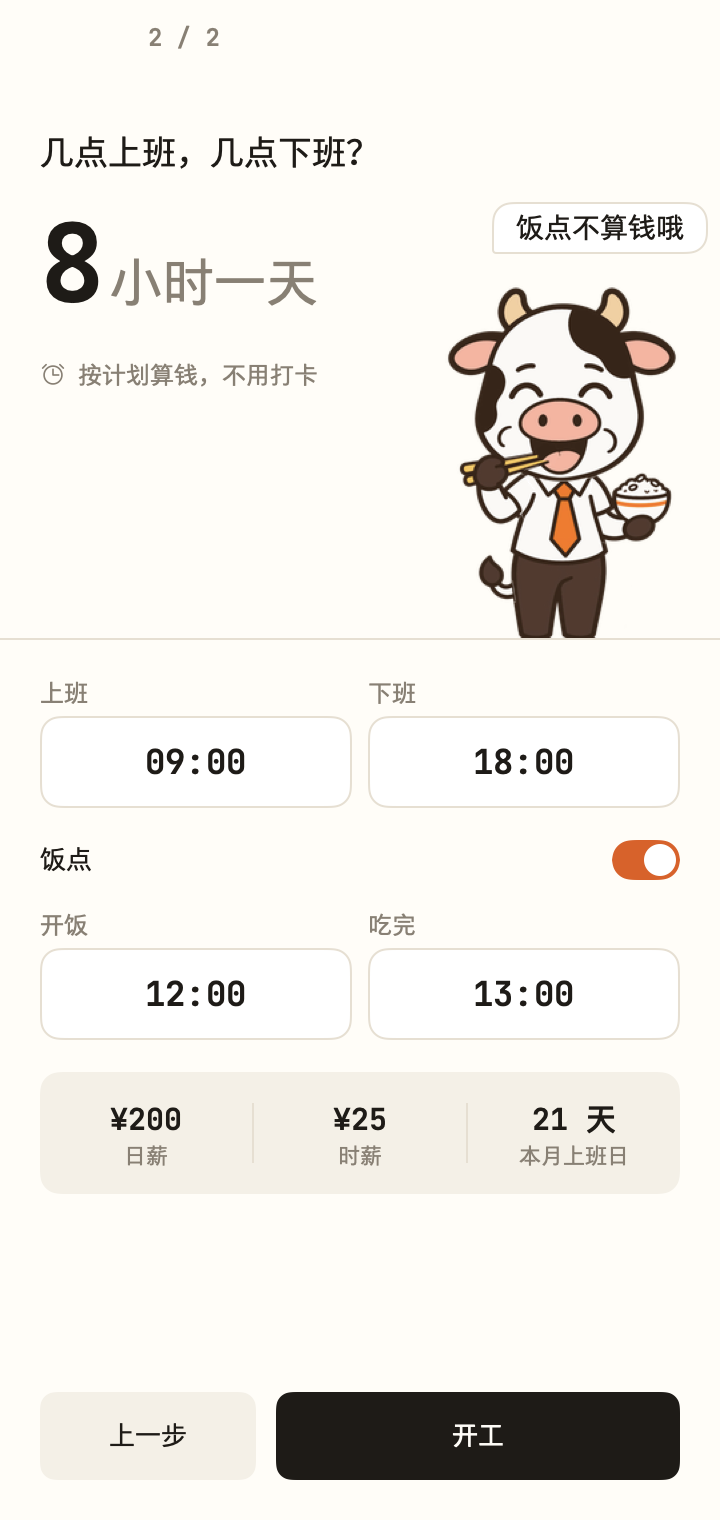 2 / 2
几点上班，几点下班？
饭点不算钱哦
8 小时一天
按计划算钱，不用打卡
上班 下班
09:00 18:00
饭点
开饭 吃完
12:00 13:00
¥200 ¥25 21 天
日薪 时薪 本月上班日
上一步 开工